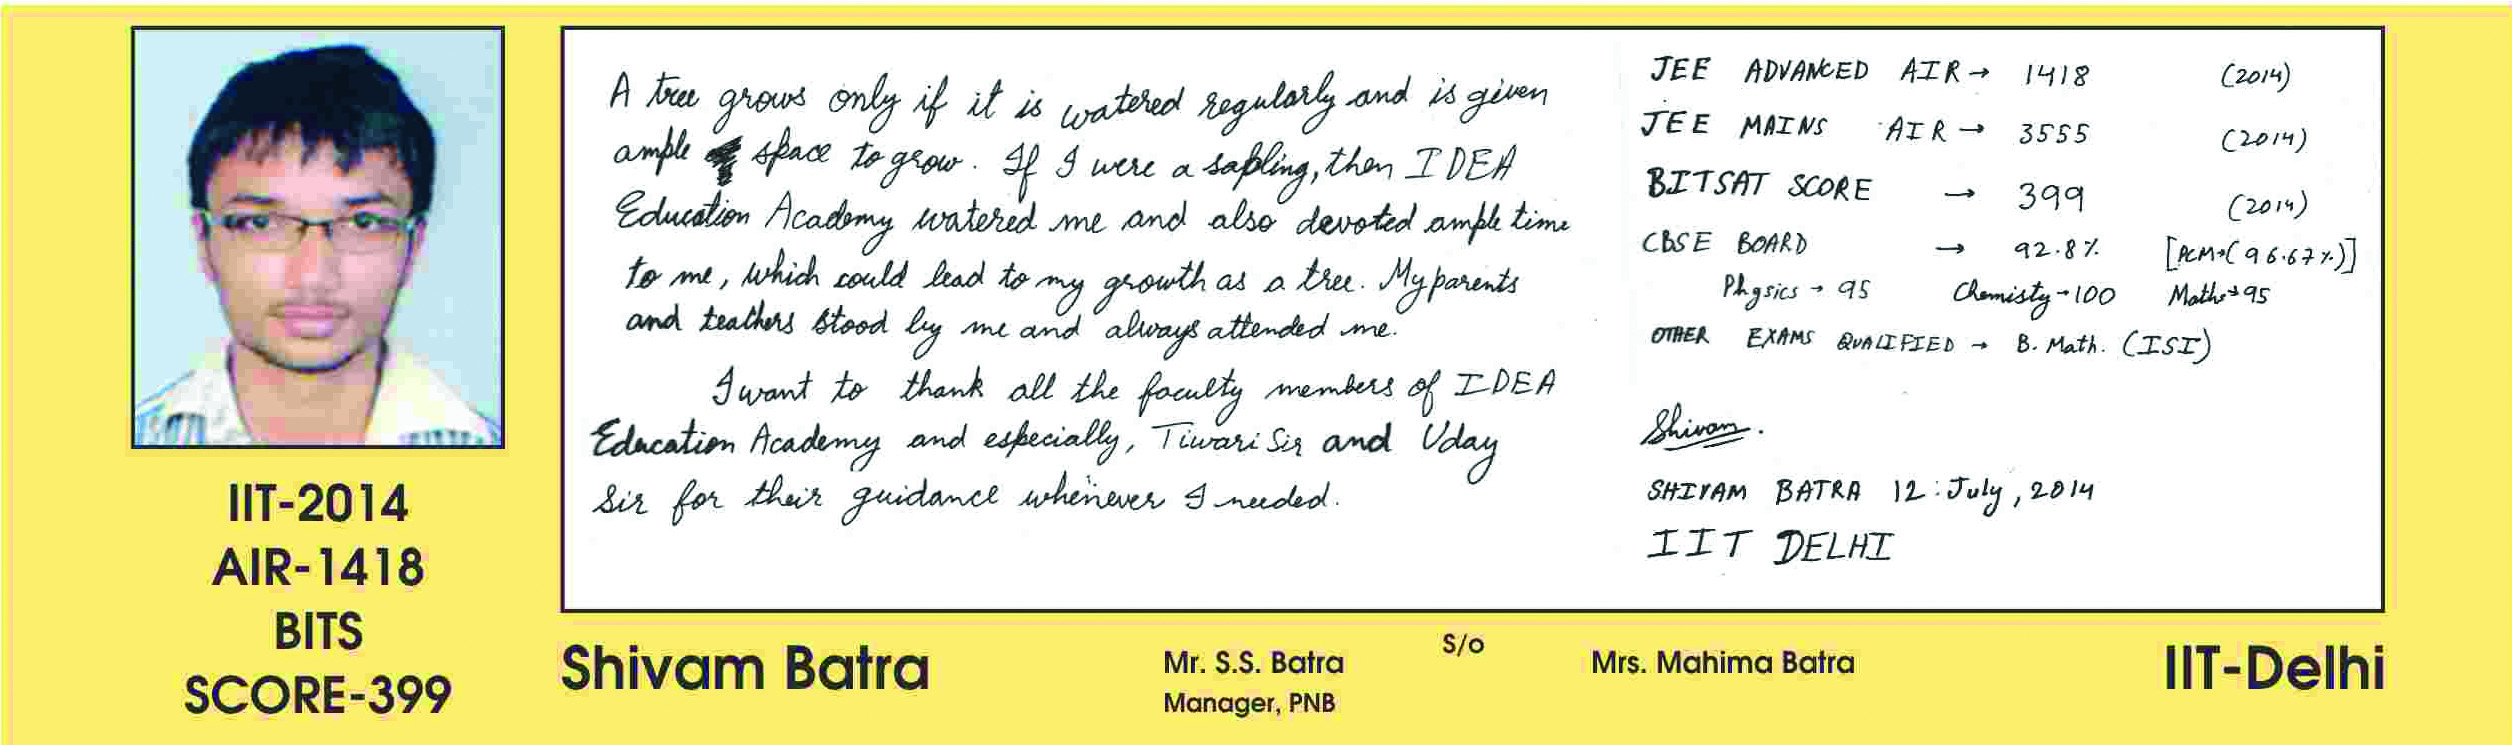 A tree grows only if it is watered regularly and is given
ample space to grow. If I were a sapling, then IDEA
Education Academy watered me and also devoted ample time
to me, which could lead to my growth as a tree. My parents
and teathers stood by me and always attended me.
I want to thank all the faculty members of IDEA
Education Academy and especially, Tiwari Sir and Uday
Sir for their guidance whenever I needed.
JEE ADVANCED AIR → 1418 (2014)
JEE MAINS AIR → 3555 (2014)
BITSAT SCORE → 399 (2014)
CBSE BOARD → 92.8% [PCM→(96.67%)]
Physics → 95 Chemisty → 100 Maths → 95
OTHER EXAMS QUALIFIED → B. Math. (ISI)
Shivam.
SHIVAM BATRA 12 July, 2014
IIT DELHI
IIT-2014
AIR-1418
BITS
SCORE-399
Shivam Batra
S/o
Mr. S.S. Batra
Manager, PNB
Mrs. Mahima Batra
IIT-Delhi